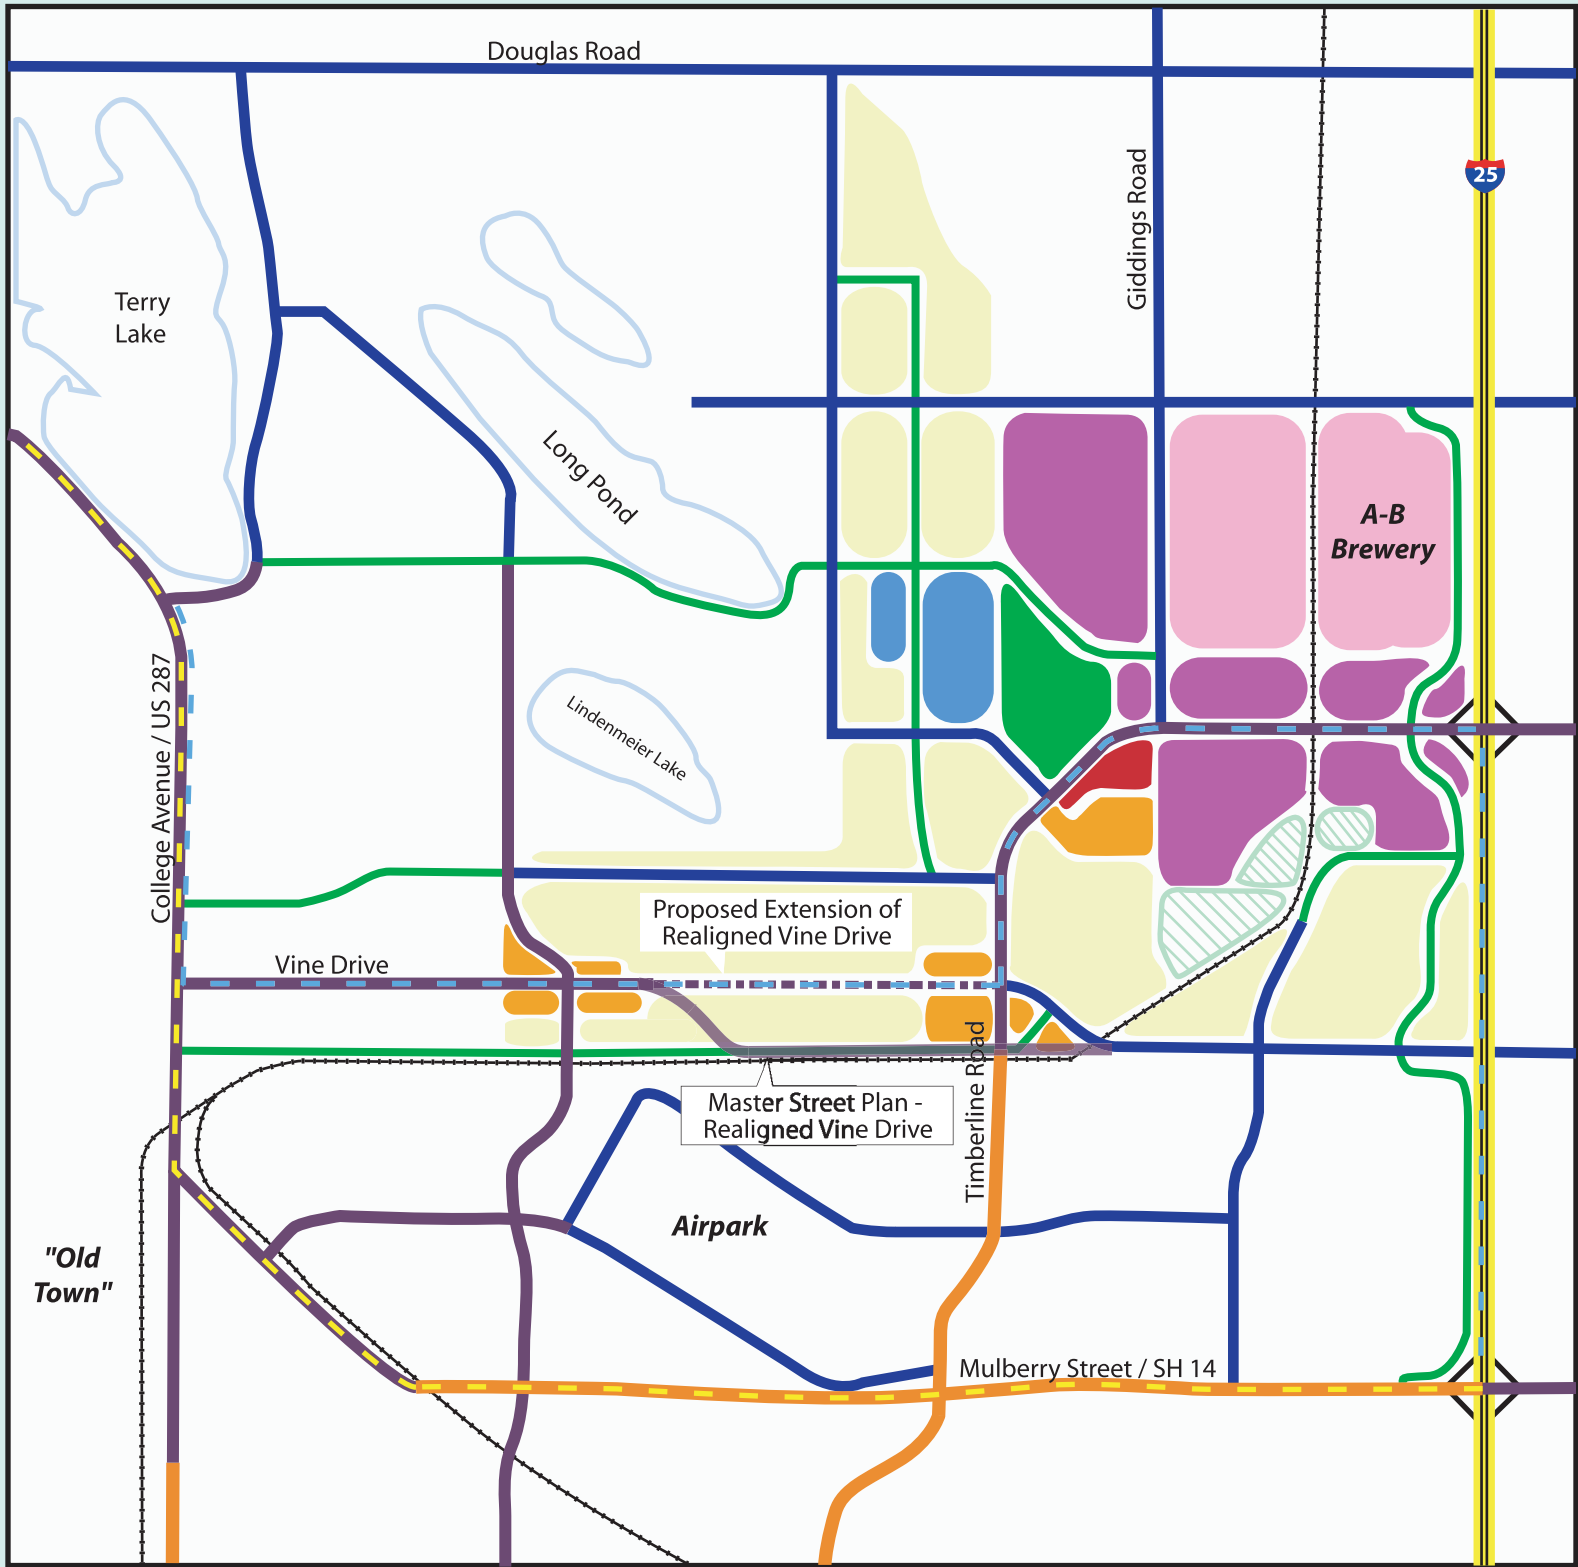 Douglas Road
Giddings Road
25
Terry
Lake
Long Pond
A-B
Brewery
College Avenue / US 287
Lindenmeier Lake
Proposed Extension of
Realigned Vine Drive
Vine Drive
Timberline Road
Master Street Plan -
Realigned Vine Drive
Airpark
"Old
Town"
Mulberry Street / SH 14